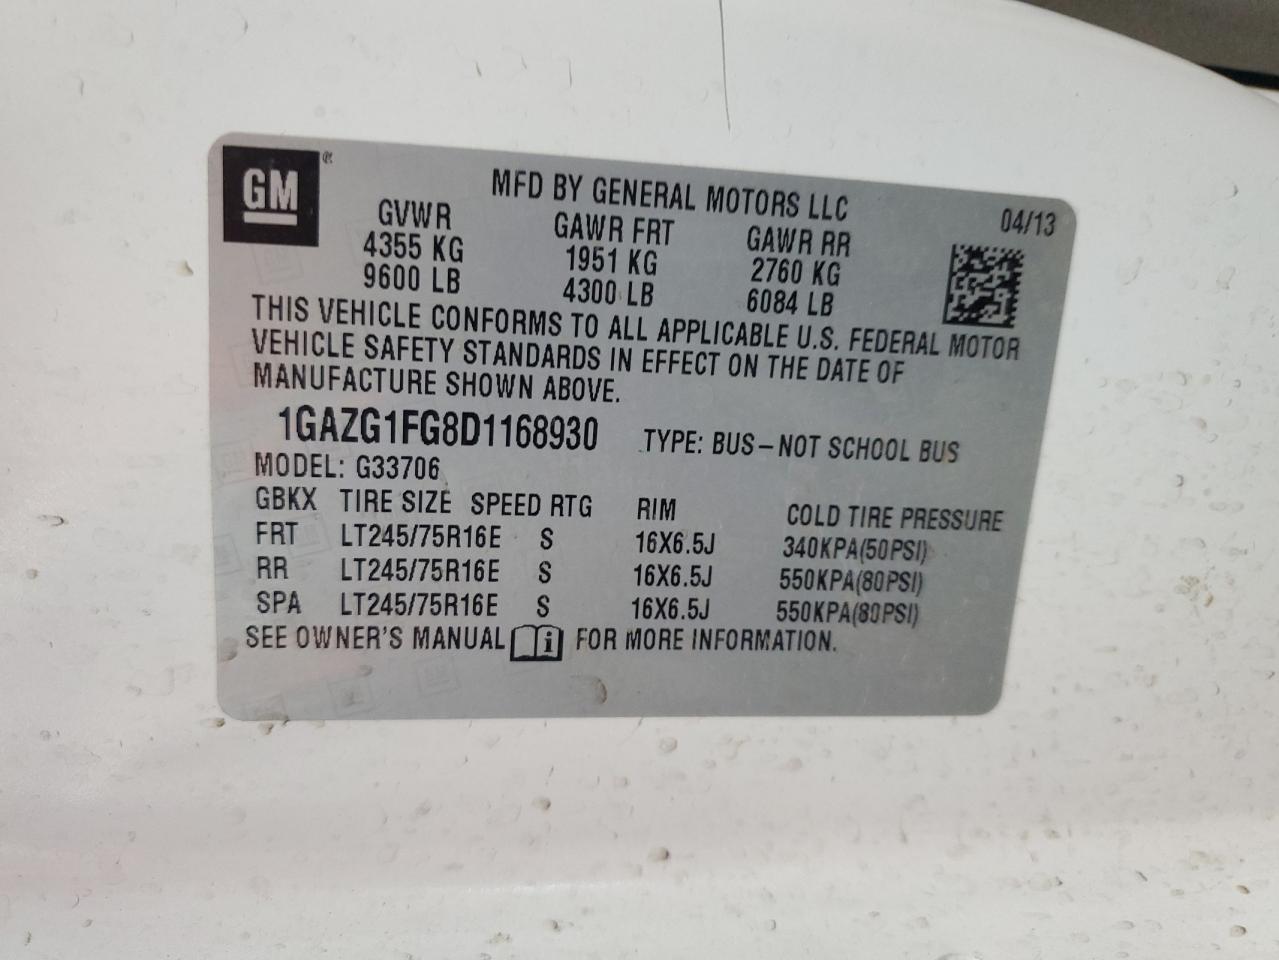 GM ®
MFD BY GENERAL MOTORS LLC 04/13
GVWR GAWR FRT GAWR RR
4355 KG 1951 KG 2760 KG
9600 LB 4300 LB 6084 LB
THIS VEHICLE CONFORMS TO ALL APPLICABLE U.S. FEDERAL MOTOR
VEHICLE SAFETY STANDARDS IN EFFECT ON THE DATE OF
MANUFACTURE SHOWN ABOVE.
1GAZG1FG8D1168930 TYPE: BUS–NOT SCHOOL BUS
MODEL: G33706
GBKX TIRE SIZE SPEED RTG RIM COLD TIRE PRESSURE
FRT LT245/75R16E S 16X6.5J 340KPA(50PSI)
RR LT245/75R16E S 16X6.5J 550KPA(80PSI)
SPA LT245/75R16E S 16X6.5J 550KPA(80PSI)
SEE OWNER'S MANUAL i FOR MORE INFORMATION.